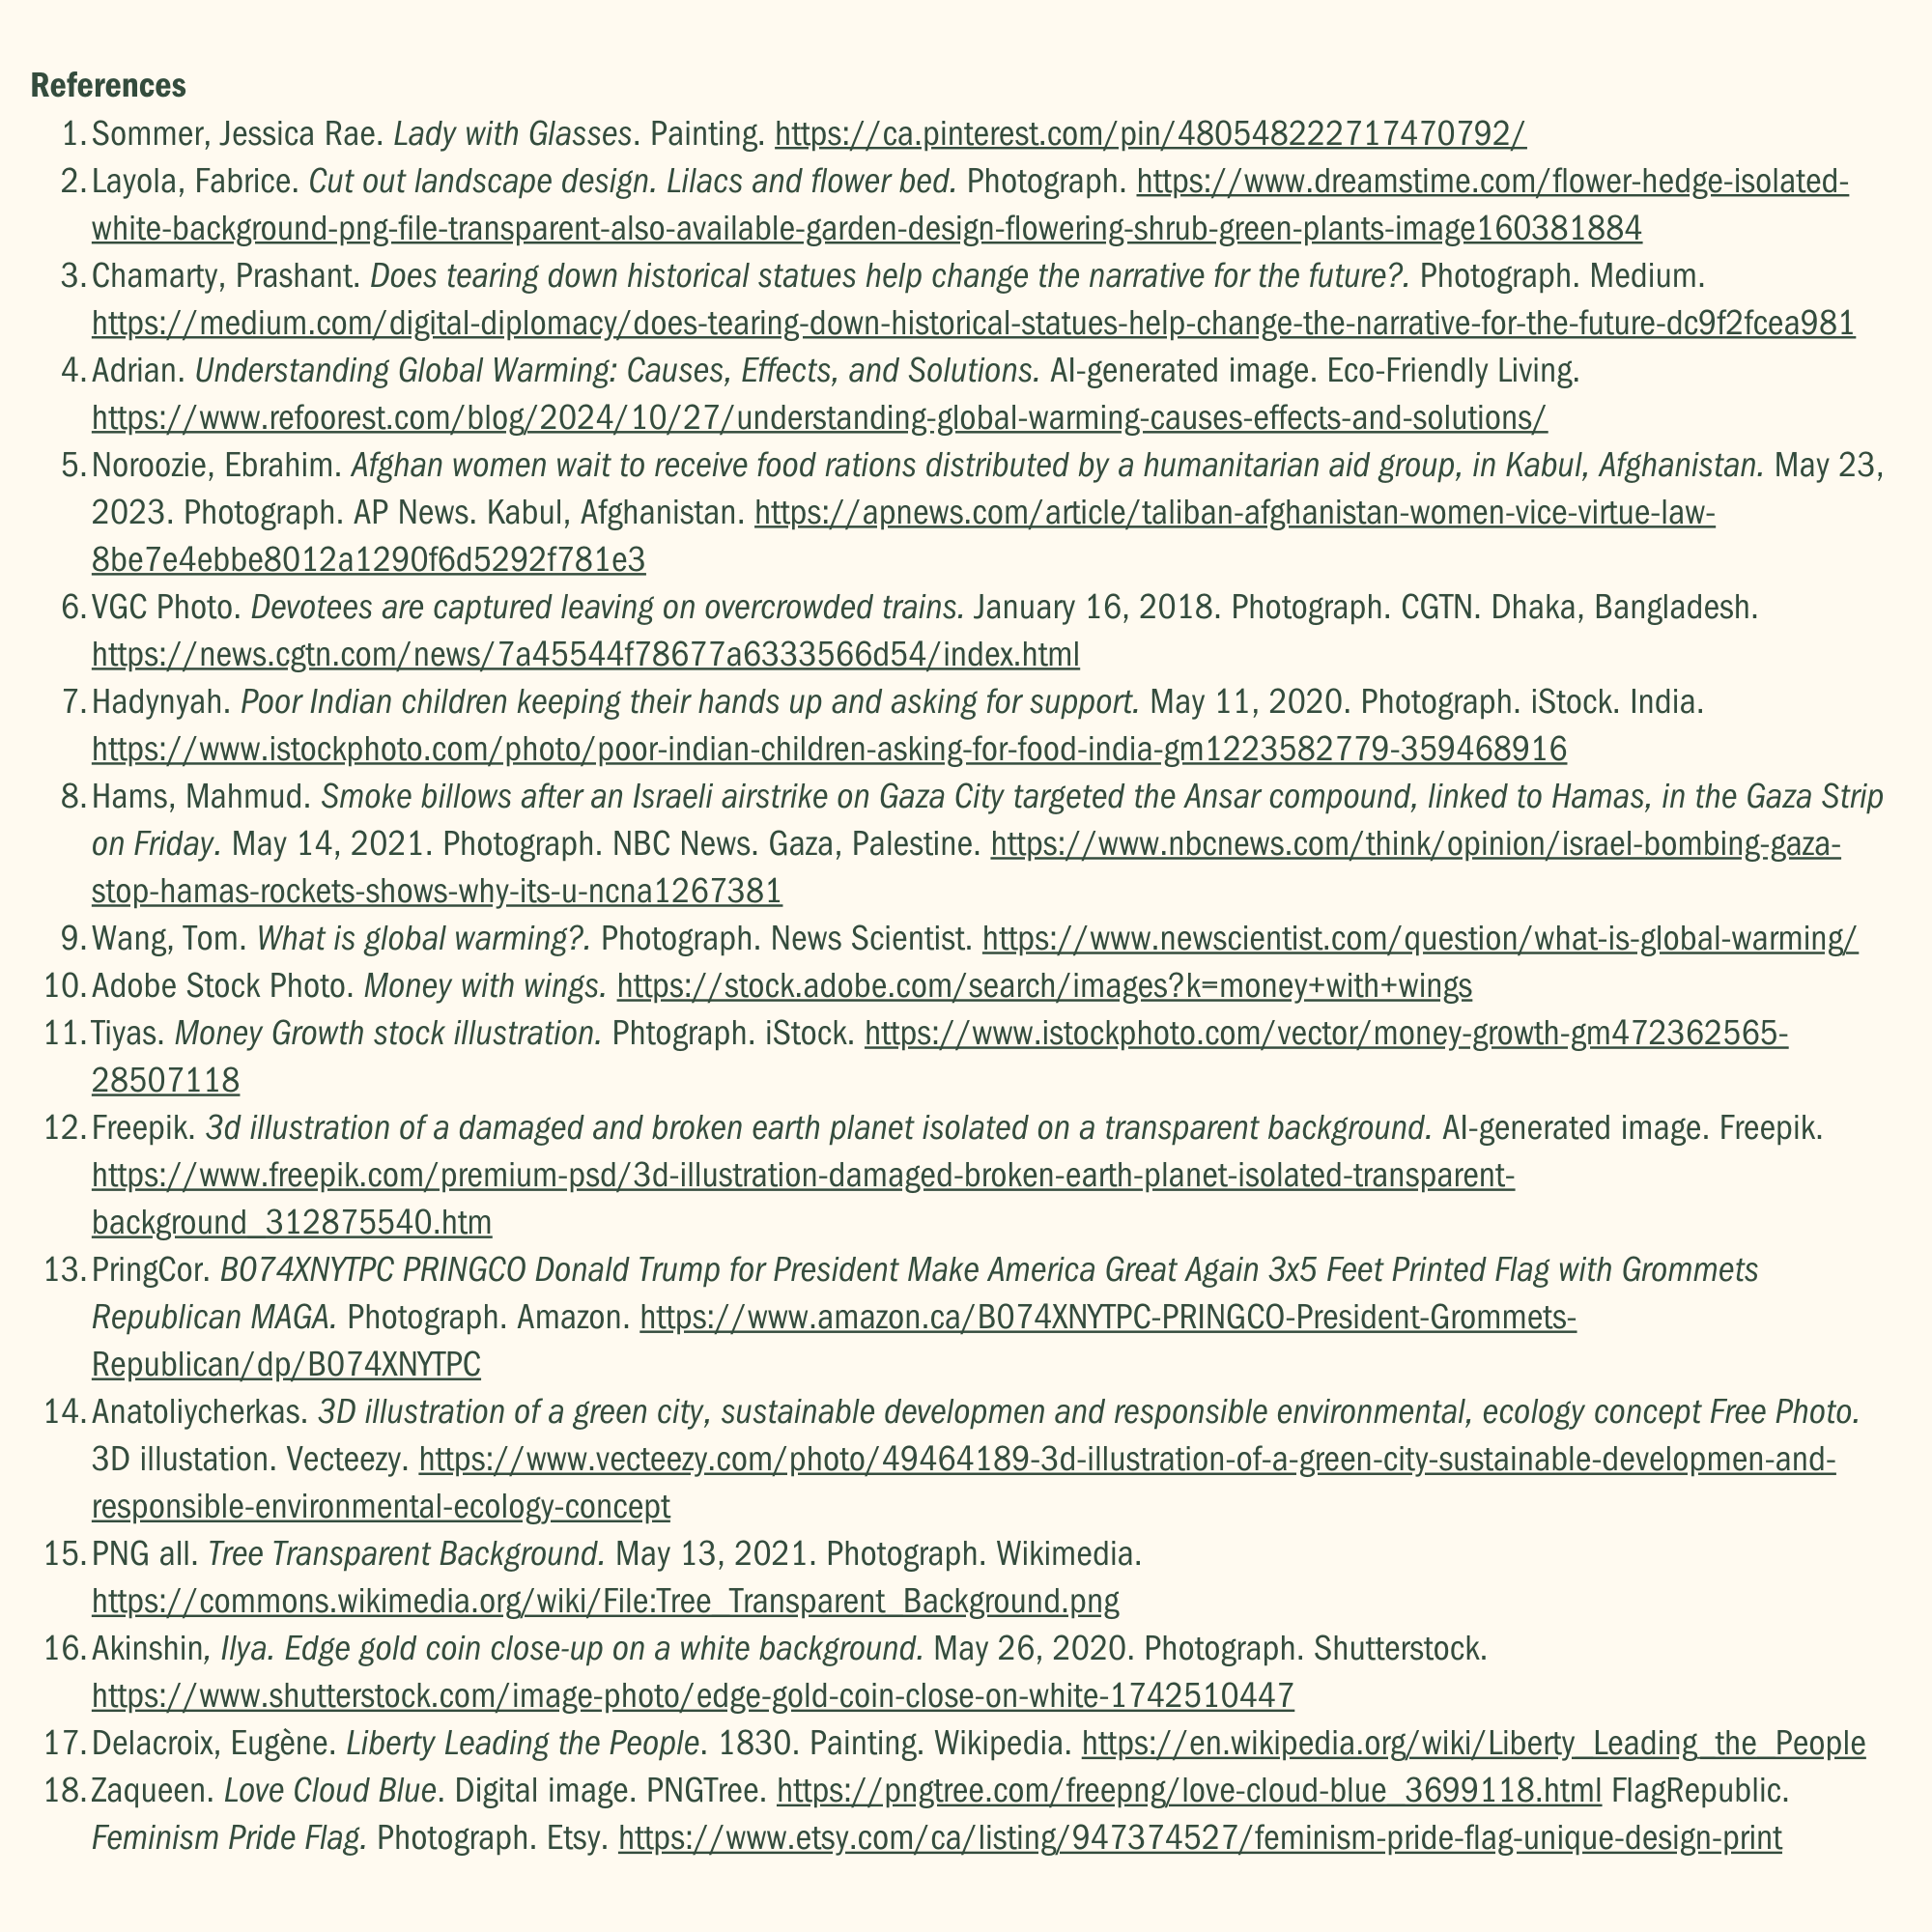 References
1. Sommer, Jessica Rae. Lady with Glasses. Painting. https://ca.pinterest.com/pin/480548222717470792/
2. Layola, Fabrice. Cut out landscape design. Lilacs and flower bed. Photograph. https://www.dreamstime.com/flower-hedge-isolated-
white-background-png-file-transparent-also-available-garden-design-flowering-shrub-green-plants-image160381884
3. Chamarty, Prashant. Does tearing down historical statues help change the narrative for the future?. Photograph. Medium.
https://medium.com/digital-diplomacy/does-tearing-down-historical-statues-help-change-the-narrative-for-the-future-dc9f2fcea981
4. Adrian. Understanding Global Warming: Causes, Effects, and Solutions. AI-generated image. Eco-Friendly Living.
https://www.refoorest.com/blog/2024/10/27/understanding-global-warming-causes-effects-and-solutions/
5. Noroozie, Ebrahim. Afghan women wait to receive food rations distributed by a humanitarian aid group, in Kabul, Afghanistan. May 23,
2023. Photograph. AP News. Kabul, Afghanistan. https://apnews.com/article/taliban-afghanistan-women-vice-virtue-law-
8be7e4ebbe8012a1290f6d5292f781e3
6. VGC Photo. Devotees are captured leaving on overcrowded trains. January 16, 2018. Photograph. CGTN. Dhaka, Bangladesh.
https://news.cgtn.com/news/7a45544f78677a6333566d54/index.html
7. Hadynyah. Poor Indian children keeping their hands up and asking for support. May 11, 2020. Photograph. iStock. India.
https://www.istockphoto.com/photo/poor-indian-children-asking-for-food-india-gm1223582779-359468916
8. Hams, Mahmud. Smoke billows after an Israeli airstrike on Gaza City targeted the Ansar compound, linked to Hamas, in the Gaza Strip
on Friday. May 14, 2021. Photograph. NBC News. Gaza, Palestine. https://www.nbcnews.com/think/opinion/israel-bombing-gaza-
stop-hamas-rockets-shows-why-its-u-ncna1267381
9. Wang, Tom. What is global warming?. Photograph. News Scientist. https://www.newscientist.com/question/what-is-global-warming/
10. Adobe Stock Photo. Money with wings. https://stock.adobe.com/search/images?k=money+with+wings
11. Tiyas. Money Growth stock illustration. Phtograph. iStock. https://www.istockphoto.com/vector/money-growth-gm472362565-
28507118
12. Freepik. 3d illustration of a damaged and broken earth planet isolated on a transparent background. AI-generated image. Freepik.
https://www.freepik.com/premium-psd/3d-illustration-damaged-broken-earth-planet-isolated-transparent-
background_312875540.htm
13. PringCor. B074XNYTPC PRINGCO Donald Trump for President Make America Great Again 3x5 Feet Printed Flag with Grommets
Republican MAGA. Photograph. Amazon. https://www.amazon.ca/B074XNYTPC-PRINGCO-President-Grommets-
Republican/dp/B074XNYTPC
14. Anatoliycherkas. 3D illustration of a green city, sustainable developmen and responsible environmental, ecology concept Free Photo.
3D illustation. Vecteezy. https://www.vecteezy.com/photo/49464189-3d-illustration-of-a-green-city-sustainable-developmen-and-
responsible-environmental-ecology-concept
15. PNG all. Tree Transparent Background. May 13, 2021. Photograph. Wikimedia.
https://commons.wikimedia.org/wiki/File:Tree_Transparent_Background.png
16. Akinshin, Ilya. Edge gold coin close-up on a white background. May 26, 2020. Photograph. Shutterstock.
https://www.shutterstock.com/image-photo/edge-gold-coin-close-on-white-1742510447
17. Delacroix, Eugène. Liberty Leading the People. 1830. Painting. Wikipedia. https://en.wikipedia.org/wiki/Liberty_Leading_the_People
18. Zaqueen. Love Cloud Blue. Digital image. PNGTree. https://pngtree.com/freepng/love-cloud-blue_3699118.html FlagRepublic.
Feminism Pride Flag. Photograph. Etsy. https://www.etsy.com/ca/listing/947374527/feminism-pride-flag-unique-design-print